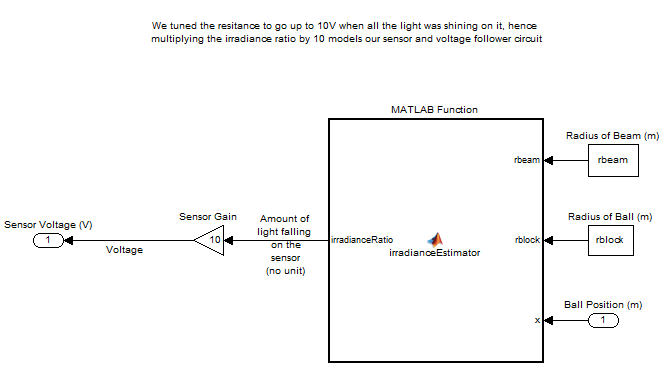 We tuned the resitance to go up to 10V when all the light was shining on it, hence
multiplying the irradiance ratio by 10 models our sensor and voltage follower circuit
MATLAB Function
Radius of Beam (m)
rbeam
rbeam
Radius of Ball (m)
Sensor Gain
Amount of
light falling
on the
sensor
(no unit)
Sensor Voltage (V)
1
Voltage
10
irradianceRatio
irradianceEstimator
rblock
rblock
Ball Position (m)
x
1